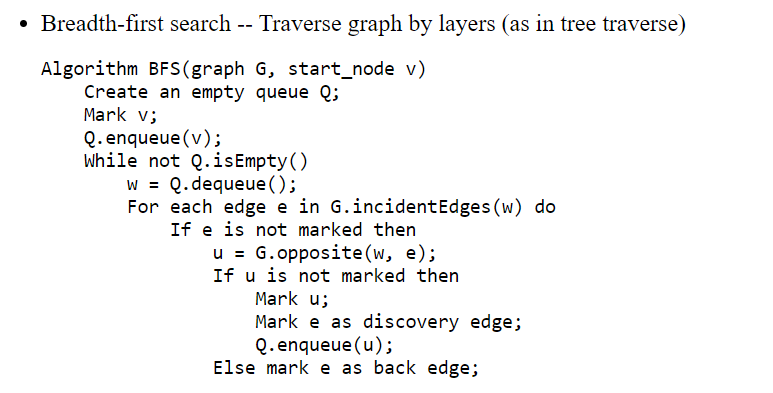 • Breadth-first search -- Traverse graph by layers (as in tree traverse)
Algorithm BFS(graph G, start_node v)
    Create an empty queue Q;
    Mark v;
    Q.enqueue(v);
    While not Q.isEmpty()
        w = Q.dequeue();
        For each edge e in G.incidentEdges(w) do
            If e is not marked then
                u = G.opposite(w, e);
                If u is not marked then
                    Mark u;
                    Mark e as discovery edge;
                    Q.enqueue(u);
                Else mark e as back edge;